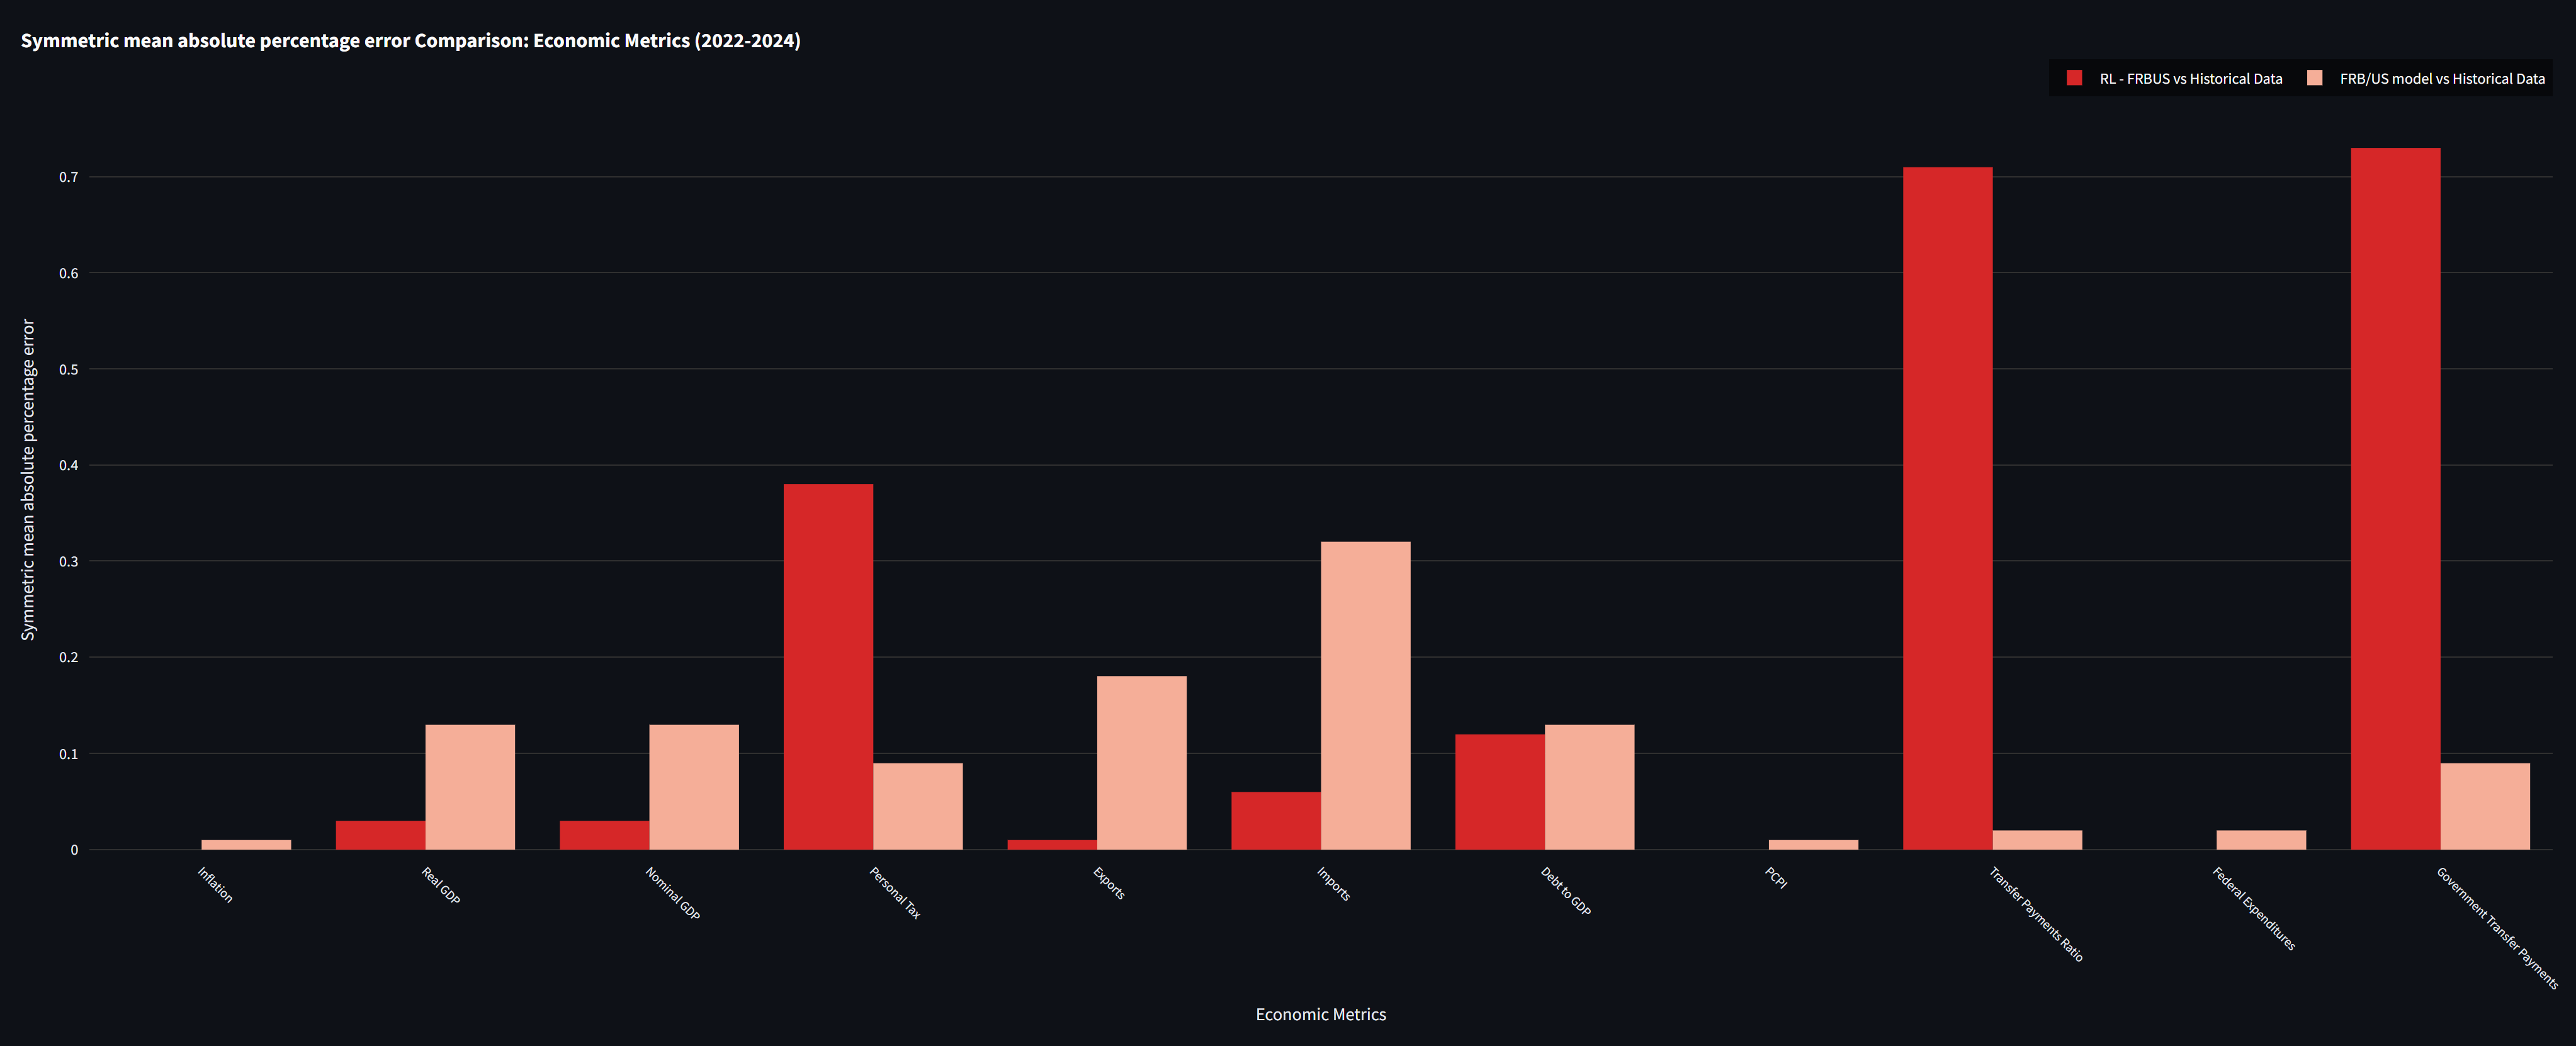 Symmetric mean absolute percentage error Comparison: Economic Metrics (2022-2024)
RL - FRBUS vs Historical Data
FRB/US model vs Historical Data
Symmetric mean absolute percentage error
0.7
0.6
0.5
0.4
0.3
0.2
0.1
0
Inflation
Real GDP
Nominal GDP
Personal Tax
Exports
Imports
Debt to GDP
PCPI
Transfer Payments Ratio
Federal Expenditures
Government Transfer Payments
Economic Metrics